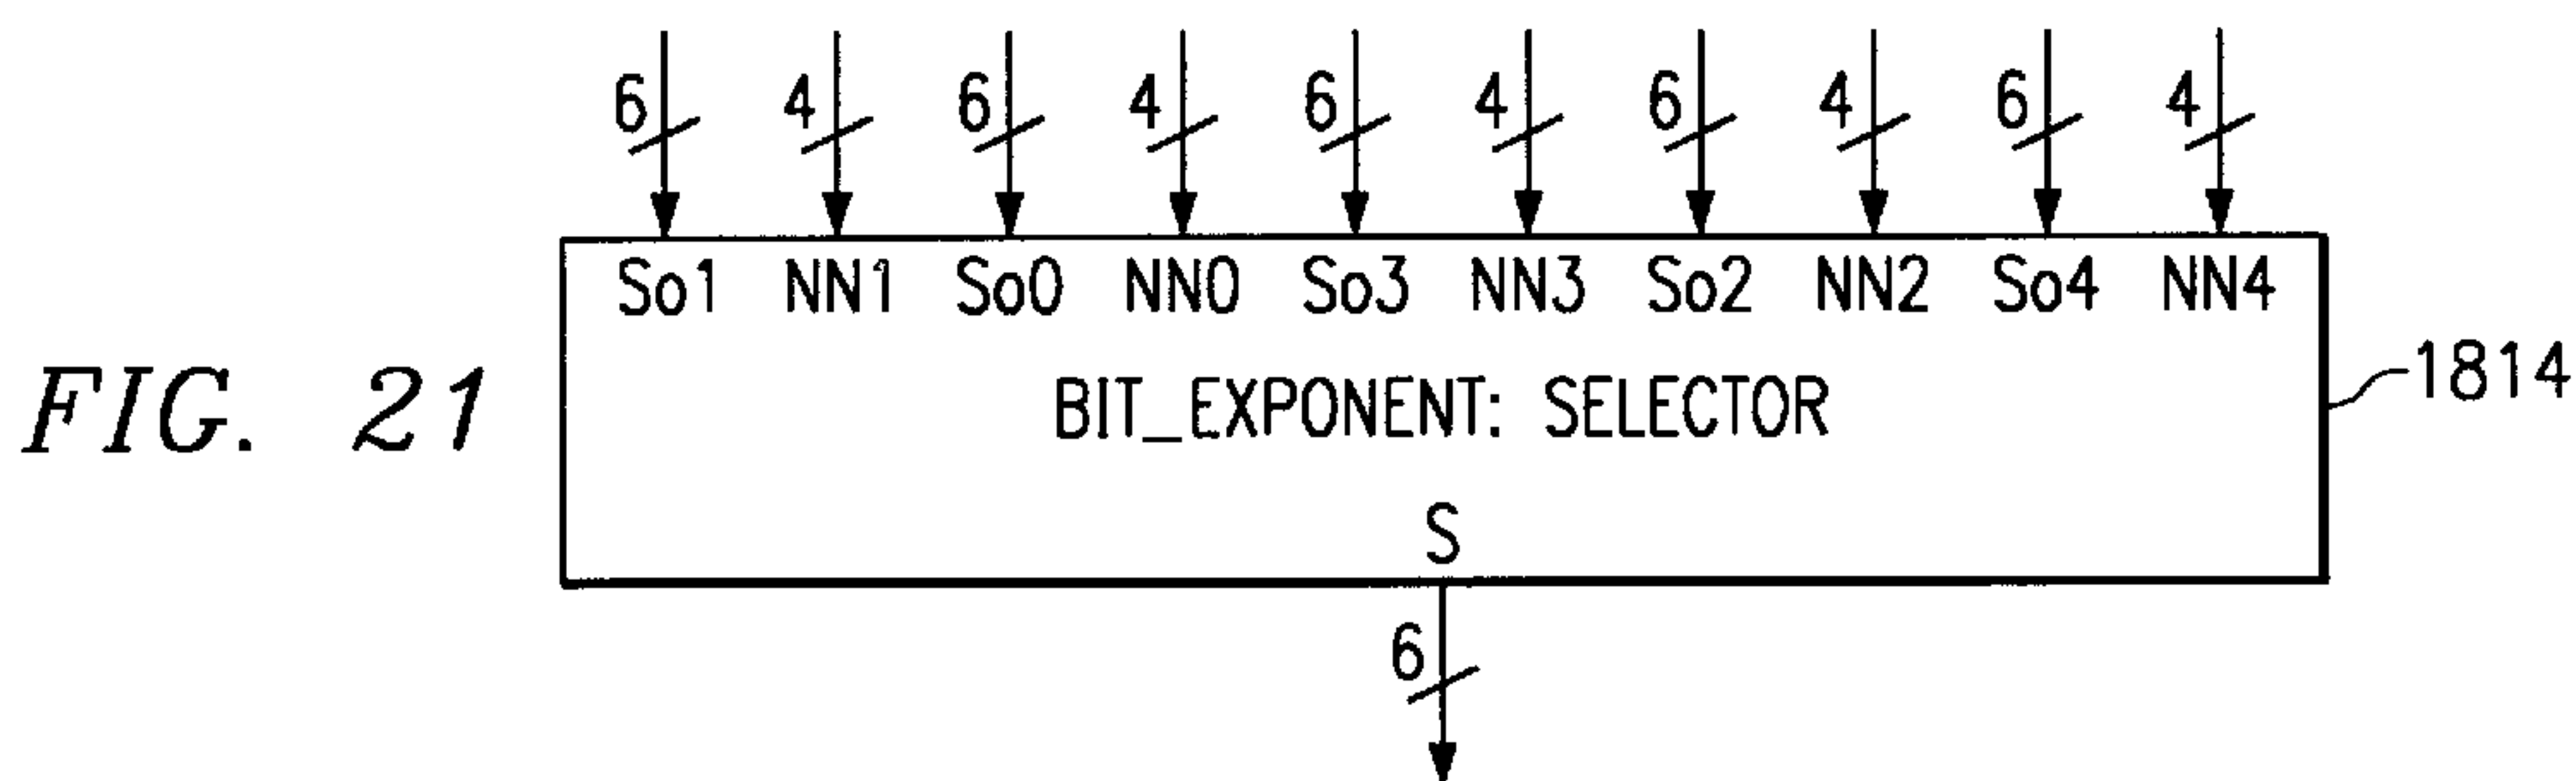 6 4 6 4 6 4 6 4 6 4
So1 NN1 So0 NN0 So3 NN3 So2 NN2 So4 NN4
FIG. 21
BIT_EXPONENT: SELECTOR
1814
S
6